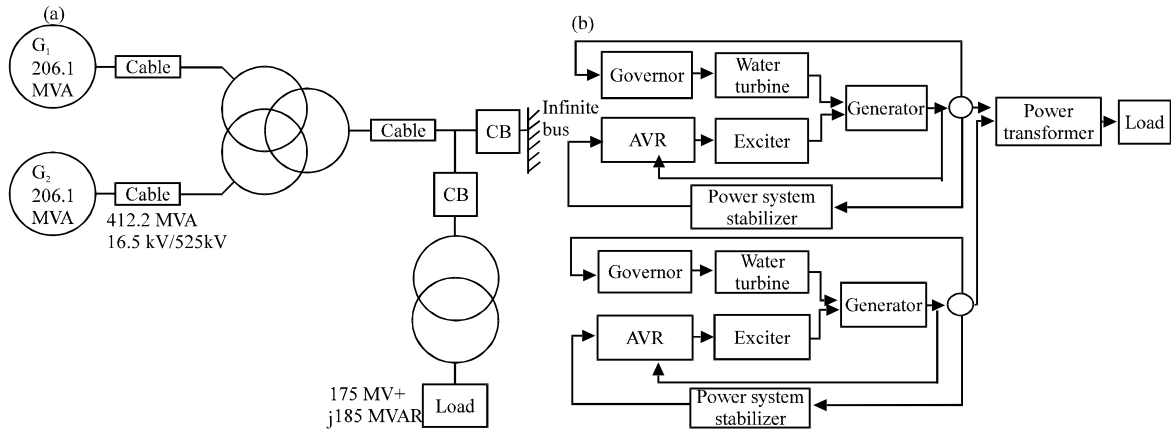 (a)
G1
206.1
MVA
Cable
G2
206.1
MVA
Cable
412.2 MVA
16.5 kV/525kV
Cable
CB
Infinite
bus
CB
175 MV+
j185 MVAR
Load
(b)
Governor
Water
turbine
Generator
AVR
Exciter
Power system
stabilizer
Power
transformer
Load
Governor
Water
turbine
Generator
AVR
Exciter
Power system
stabilizer